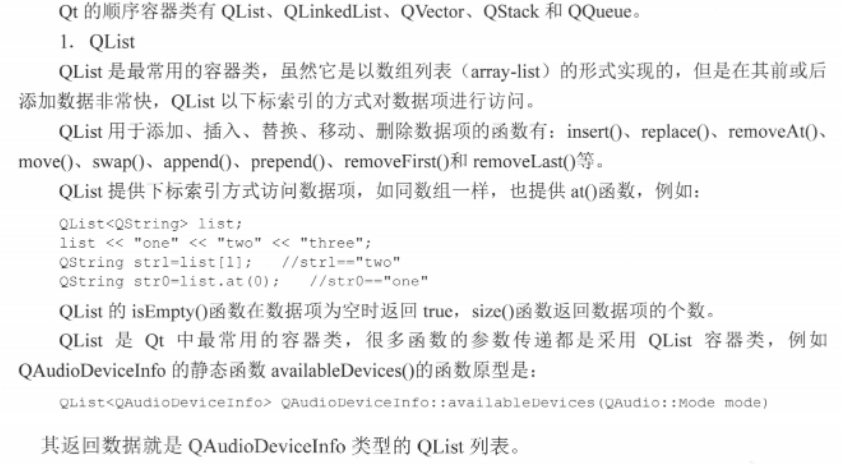 Qt 的顺序容器类有 QList、QLinkedList、QVector、QStack 和 QQueue。
1. QList
QList 是最常用的容器类，虽然它是以数组列表（array-list）的形式实现的，但是在其前或后
添加数据非常快，QList 以下标索引的方式对数据项进行访问。
QList 用于添加、插入、替换、移动、删除数据项的函数有：insert()、replace()、removeAt()、
move()、swap()、append()、prepend()、removeFirst()和 removeLast()等。
QList 提供下标索引方式访问数据项，如同数组一样，也提供 at()函数，例如：
QList<QString> list;
list << "one" << "two" << "three";
QString str1=list[1]; //str1=="two"
QString str0=list.at(0); //str0=="one"
QList 的 isEmpty()函数在数据项为空时返回 true，size()函数返回数据项的个数。
QList 是 Qt 中最常用的容器类，很多函数的参数传递都是采用 QList 容器类，例如
QAudioDeviceInfo 的静态函数 availableDevices()的函数原型是：
QList<QAudioDeviceInfo> QAudioDeviceInfo::availableDevices(QAudio::Mode mode)
其返回数据就是 QAudioDeviceInfo 类型的 QList 列表。